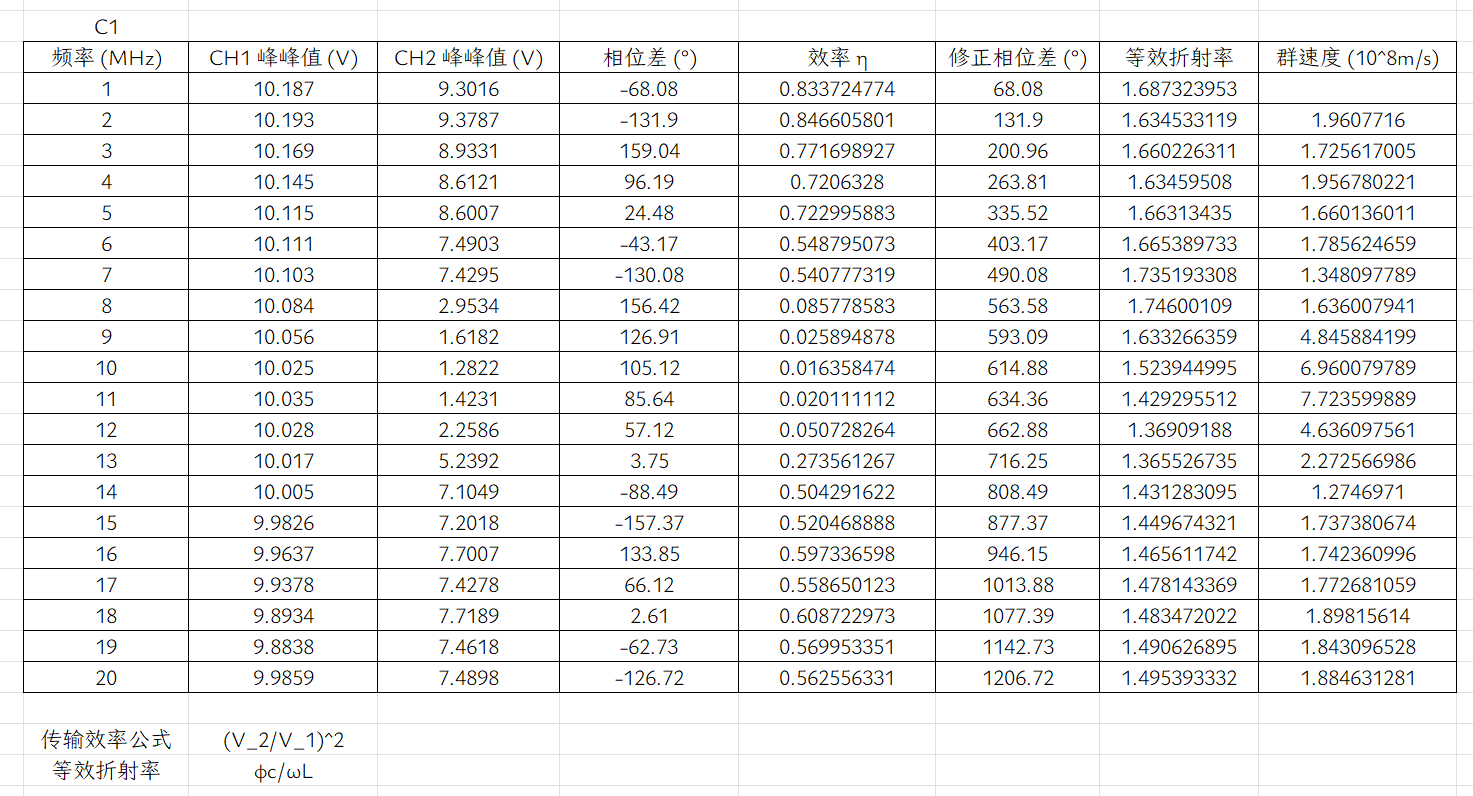 C1
频率 (MHz) CH1 峰峰值 (V) CH2 峰峰值 (V) 相位差 (°) 效率 η 修正相位差 (°) 等效折射率 群速度 (10^8m/s)
1 10.187 9.3016 -68.08 0.833724774 68.08 1.687323953
2 10.193 9.3787 -131.9 0.846605801 131.9 1.634533119 1.9607716
3 10.169 8.9331 159.04 0.771698927 200.96 1.660226311 1.725617005
4 10.145 8.6121 96.19 0.7206328 263.81 1.63459508 1.956780221
5 10.115 8.6007 24.48 0.722995883 335.52 1.66313435 1.660136011
6 10.111 7.4903 -43.17 0.548795073 403.17 1.665389733 1.785624659
7 10.103 7.4295 -130.08 0.540777319 490.08 1.735193308 1.348097789
8 10.084 2.9534 156.42 0.085778583 563.58 1.74600109 1.636007941
9 10.056 1.6182 126.91 0.025894878 593.09 1.633266359 4.845884199
10 10.025 1.2822 105.12 0.016358474 614.88 1.523944995 6.960079789
11 10.035 1.4231 85.64 0.020111112 634.36 1.429295512 7.723599889
12 10.028 2.2586 57.12 0.050728264 662.88 1.36909188 4.636097561
13 10.017 5.2392 3.75 0.273561267 716.25 1.365526735 2.272566986
14 10.005 7.1049 -88.49 0.504291622 808.49 1.431283095 1.2746971
15 9.9826 7.2018 -157.37 0.520468888 877.37 1.449674321 1.737380674
16 9.9637 7.7007 133.85 0.597336598 946.15 1.465611742 1.742360996
17 9.9378 7.4278 66.12 0.558650123 1013.88 1.478143369 1.772681059
18 9.8934 7.7189 2.61 0.608722973 1077.39 1.483472022 1.89815614
19 9.8838 7.4618 -62.73 0.569953351 1142.73 1.490626895 1.843096528
20 9.9859 7.4898 -126.72 0.562556331 1206.72 1.495393332 1.884631281
传输效率公式 (V_2/V_1)^2
等效折射率 φc/ωL